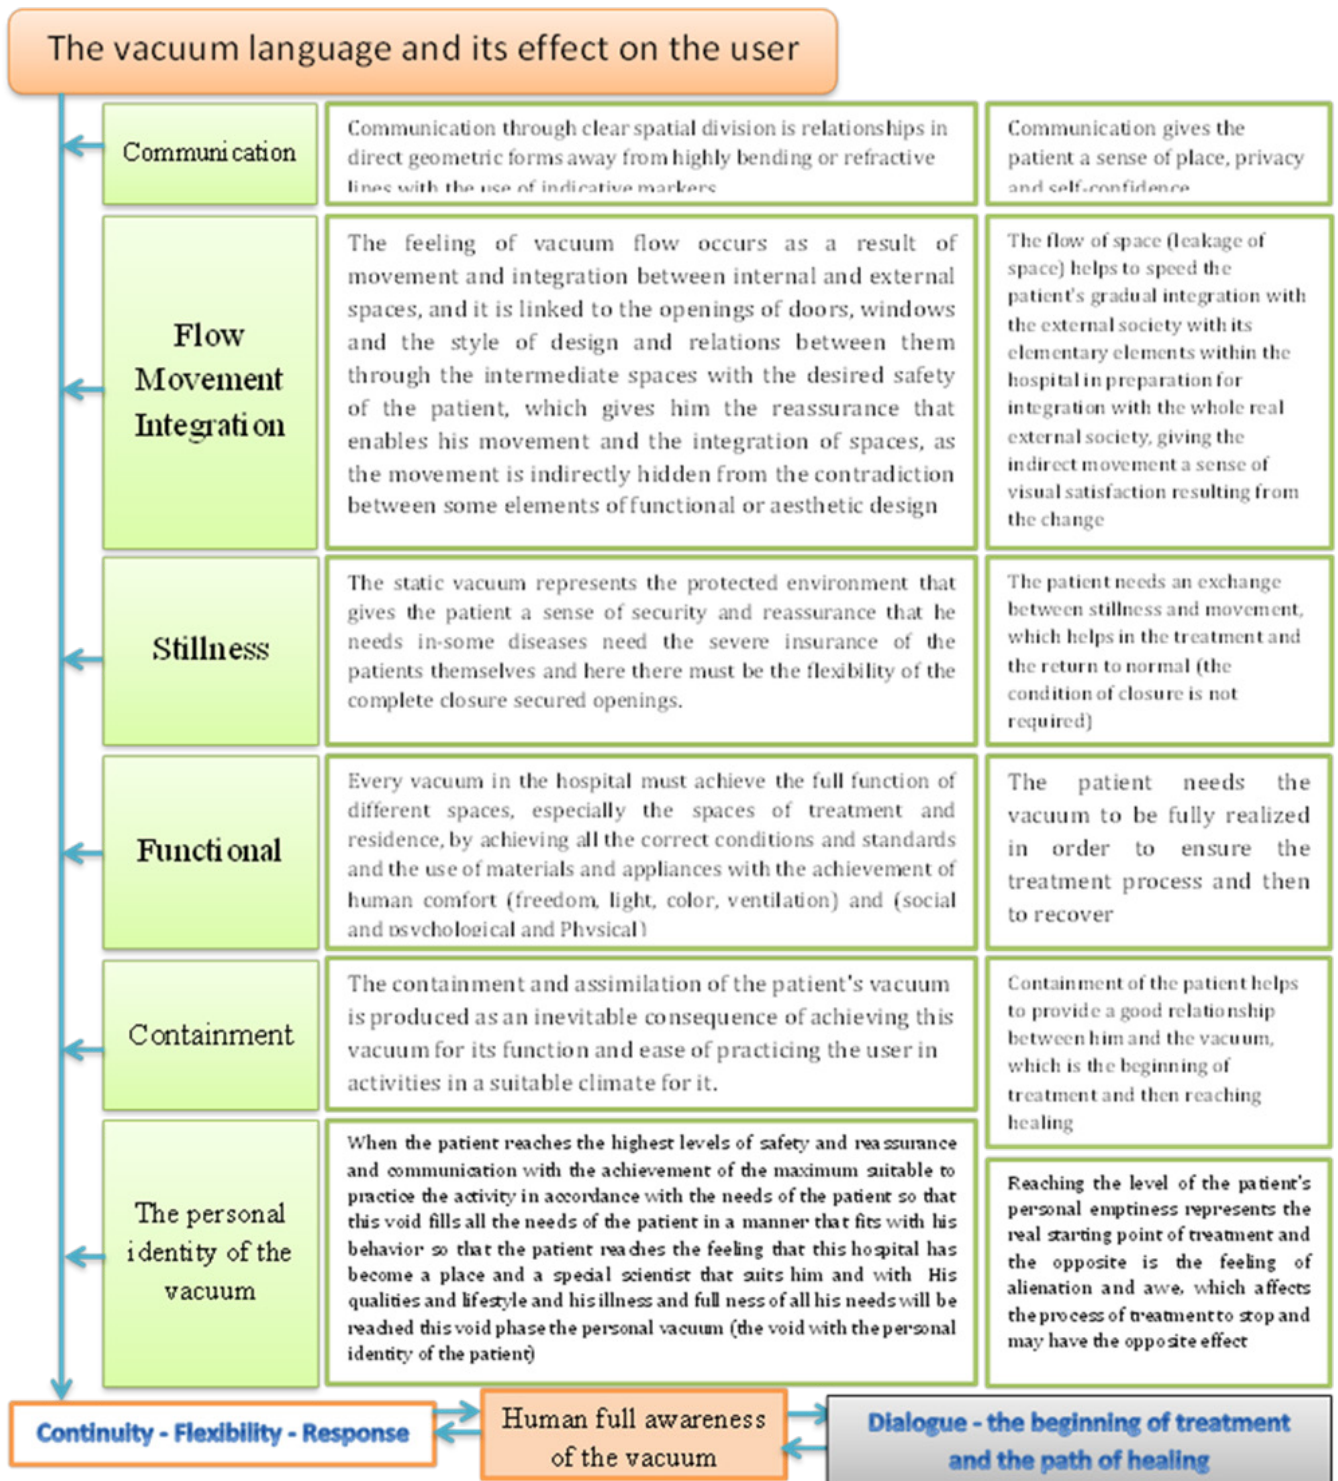 The vacuum language and its effect on the user
Communication
Communication through clear spatial division is relationships in
direct geometric forms away from highly bending or refractive
lines with the use of indicative markers
Communication gives the
patient a sense of place, privacy
and self-confidence
Flow
Movement
Integration
The feeling of vacuum flow occurs as a result of
movement and integration between internal and external
spaces, and it is linked to the openings of doors, windows
and the style of design and relations between them
through the intermediate spaces with the desired safety
of the patient, which gives him the reassurance that
enables his movement and the integration of spaces, as
the movement is indirectly hidden from the contradiction
between some elements of functional or aesthetic design
The flow of space (leakage of
space) helps to speed the
patient's gradual integration with
the external society with its
elementary elements within the
hospital in preparation for
integration with the whole real
external society, giving the
indirect movement a sense of
visual satisfaction resulting from
the change
Stillness
The static vacuum represents the protected environment that
gives the patient a sense of security and reassurance that he
needs in-some diseases need the severe insurance of the
patients themselves and here there must be the flexibility of the
complete closure secured openings.
The patient needs an exchange
between stillness and movement,
which helps in the treatment and
the return to normal (the
condition of closure is not
required)
Functional
Every vacuum in the hospital must achieve the full function of
different spaces, especially the spaces of treatment and
residence, by achieving all the correct conditions and standards
and the use of materials and appliances with the achievement of
human comfort (freedom, light, color, ventilation) and (social
and psychological and Physical)
The patient needs the
vacuum to be fully realized
in order to ensure the
treatment process and then
to recover
Containment
The containment and assimilation of the patient's vacuum
is produced as an inevitable consequence of achieving this
vacuum for its function and ease of practicing the user in
activities in a suitable climate for it.
Containment of the patient helps
to provide a good relationship
between him and the vacuum,
which is the beginning of
treatment and then reaching
healing
The personal
identity of the
vacuum
When the patient reaches the highest levels of safety and reassurance
and communication with the achievement of the maximum suitable to
practice the activity in accordance with the needs of the patient so that
this void fills all the needs of the patient in a manner that fits with his
behavior so that the patient reaches the feeling that this hospital has
become a place and a special scientist that suits him and with His
qualities and lifestyle and his illness and full ness of all his needs will be
reached this void phase the personal vacuum (the void with the personal
identity of the patient)
Reaching the level of the patient's
personal emptiness represents the
real starting point of treatment and
the opposite is the feeling of
alienation and awe, which affects
the process of treatment to stop and
may have the opposite effect
Continuity - Flexibility - Response
Human full awareness
of the vacuum
Dialogue - the beginning of treatment
and the path of healing